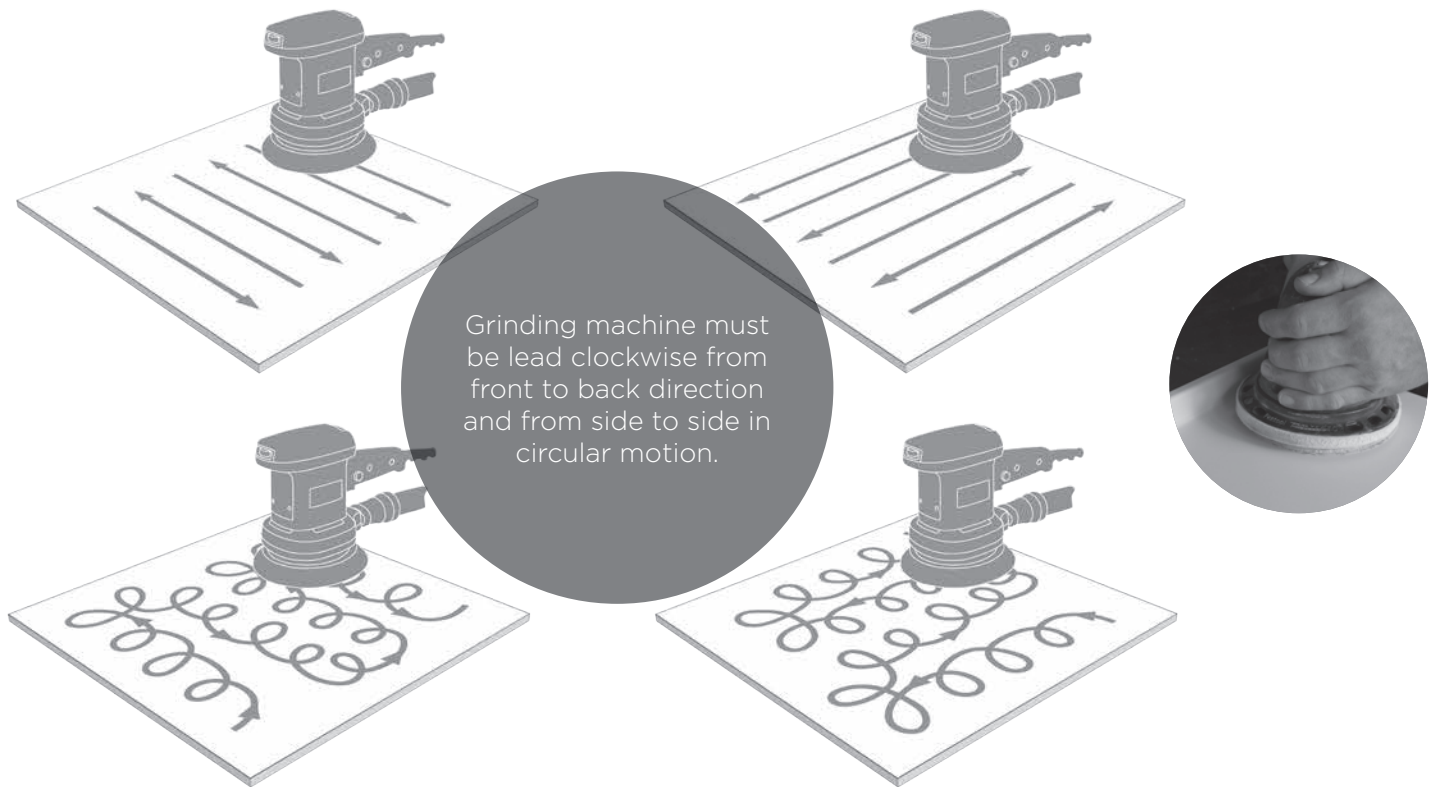 Grinding machine must
be lead clockwise from
front to back direction
and from side to side in
circular motion.